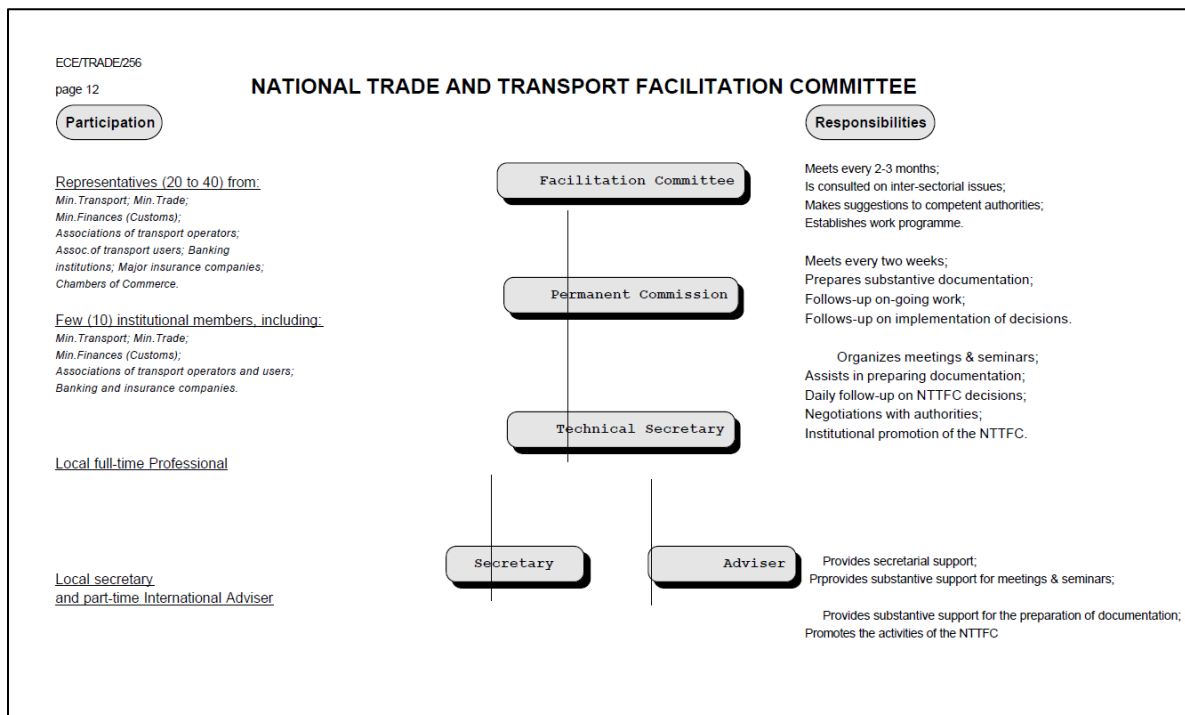 ECE/TRADE/256
page 12
NATIONAL TRADE AND TRANSPORT FACILITATION COMMITTEE
Participation
Responsibilities
Representatives (20 to 40) from:
Min.Transport; Min.Trade;
Min.Finances (Customs);
Associations of transport operators;
Assoc.of transport users; Banking
institutions; Major insurance companies;
Chambers of Commerce.
Facilitation Committee
Meets every 2-3 months;
Is consulted on inter-sectorial issues;
Makes suggestions to competent authorities;
Establishes work programme.
Few (10) institutional members, including:
Min.Transport; Min.Trade;
Min.Finances (Customs);
Associations of transport operators and users;
Banking and insurance companies.
Permanent Commission
Meets every two weeks;
Prepares substantive documentation;
Follows-up on-going work;
Follows-up on implementation of decisions.
Local full-time Professional
Technical Secretary
Organizes meetings & seminars;
Assists in preparing documentation;
Daily follow-up on NTTFC decisions;
Negotiations with authorities;
Institutional promotion of the NTTFC.
Local secretary
and part-time International Adviser
Secretary
Adviser
Provides secretarial support;
Prprovides substantive support for meetings & seminars;
Provides substantive support for the preparation of documentation;
Promotes the activities of the NTTFC